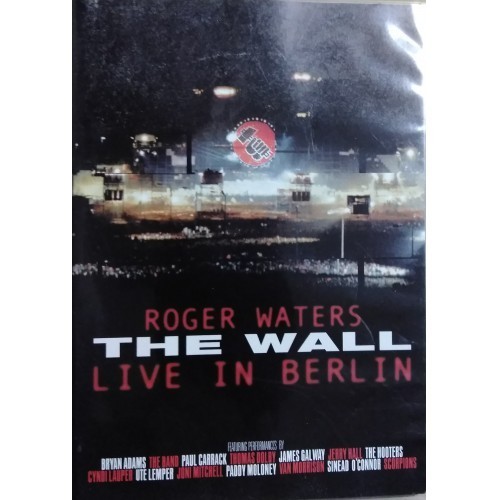 LIVE
ROGER WATERS
THE WALL
LIVE IN BERLIN
FEATURING PERFORMANCES BY
BRYAN ADAMS THE BAND PAUL CARRACK THOMAS DOLBY JAMES GALWAY JERRY HALL THE HOOTERS
CYNDI LAUPER UTE LEMPER JONI MITCHELL PADDY MOLONEY VAN MORRISON SINEAD O'CONNOR SCORPIONS